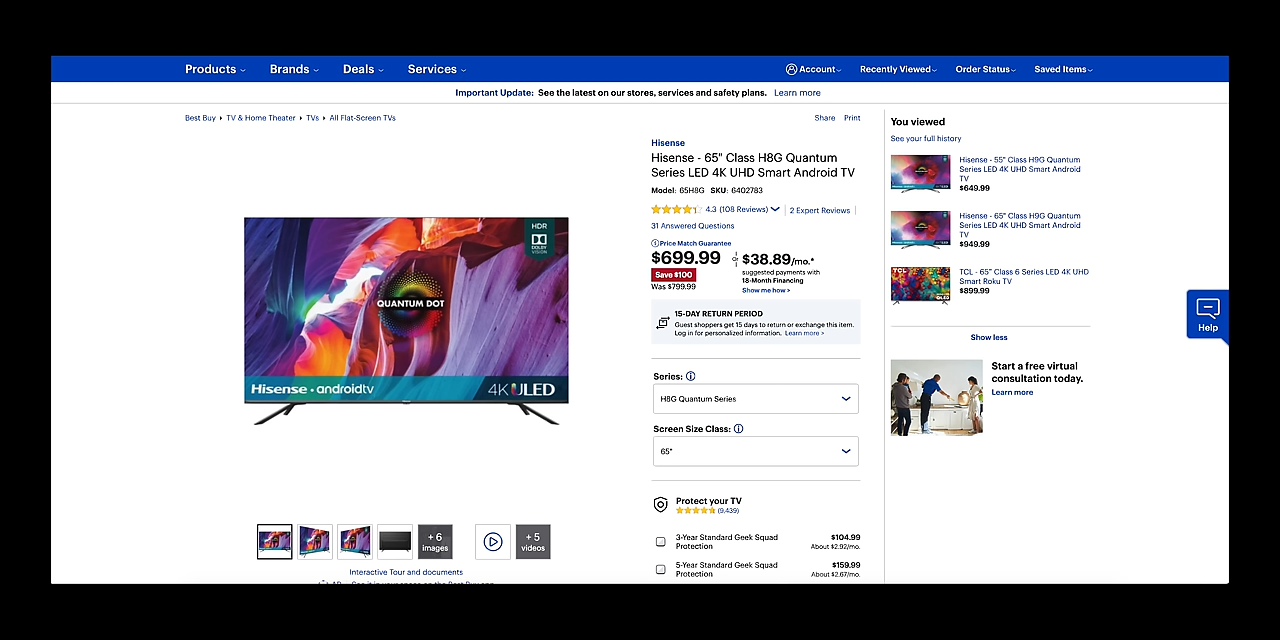 Products Brands Deals Services Account Recently Viewed Order Status Saved Items
Important Update: See the latest on our stores, services and safety plans. Learn more
Best Buy TV & Home Theater TVs All Flat-Screen TVs
Share Print
Hisense
Hisense - 65" Class H8G Quantum
Series LED 4K UHD Smart Android TV
Model: 65H8G SKU: 6402783
4.3 (108 Reviews) 2 Expert Reviews
31 Answered Questions
Price Match Guarantee
$699.99 or $38.89/mo.*
Save $100
Was $799.99
suggested payments with
18-Month Financing
Show me how >
15-DAY RETURN PERIOD
Guest shoppers get 15 days to return or exchange this item.
Log in for personalized information. Learn more >
Series:
H8G Quantum Series
Screen Size Class:
65"
Protect your TV
(9,439)
3-Year Standard Geek Squad
Protection
$104.99
About $2.92/mo.
5-Year Standard Geek Squad
Protection
$159.99
About $2.67/mo.
HDR
DOLBY
VISION
QUANTUM DOT
Hisense • androidtv
4K ULED
+ 6
images
+ 5
videos
Interactive Tour and documents
You viewed
See your full history
Hisense - 55" Class H9G Quantum
Series LED 4K UHD Smart Android
TV
$649.99
Hisense - 65" Class H9G Quantum
Series LED 4K UHD Smart Android
TV
$949.99
TCL
QLED
TCL - 65" Class 6 Series LED 4K UHD
Smart Roku TV
$899.99
Show less
Start a free virtual
consultation today.
Learn more
Help